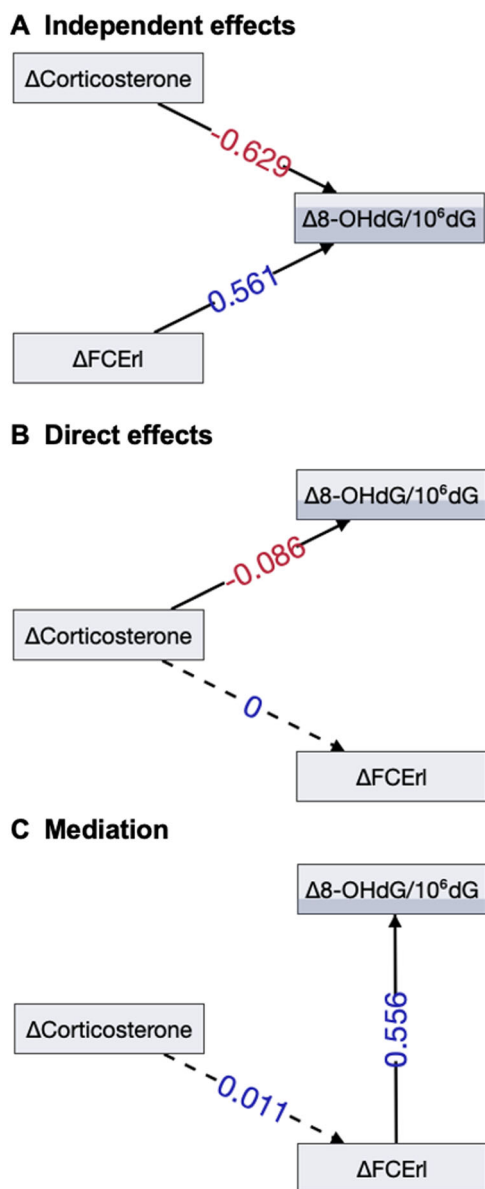 A Independent effects
ΔCorticosterone
-0.629
Δ8-OHdG/10⁶dG
0.561
ΔFCErl
B Direct effects
Δ8-OHdG/10⁶dG
-0.086
ΔCorticosterone
0
ΔFCErl
C Mediation
Δ8-OHdG/10⁶dG
ΔCorticosterone
0.556
0.011
ΔFCErl